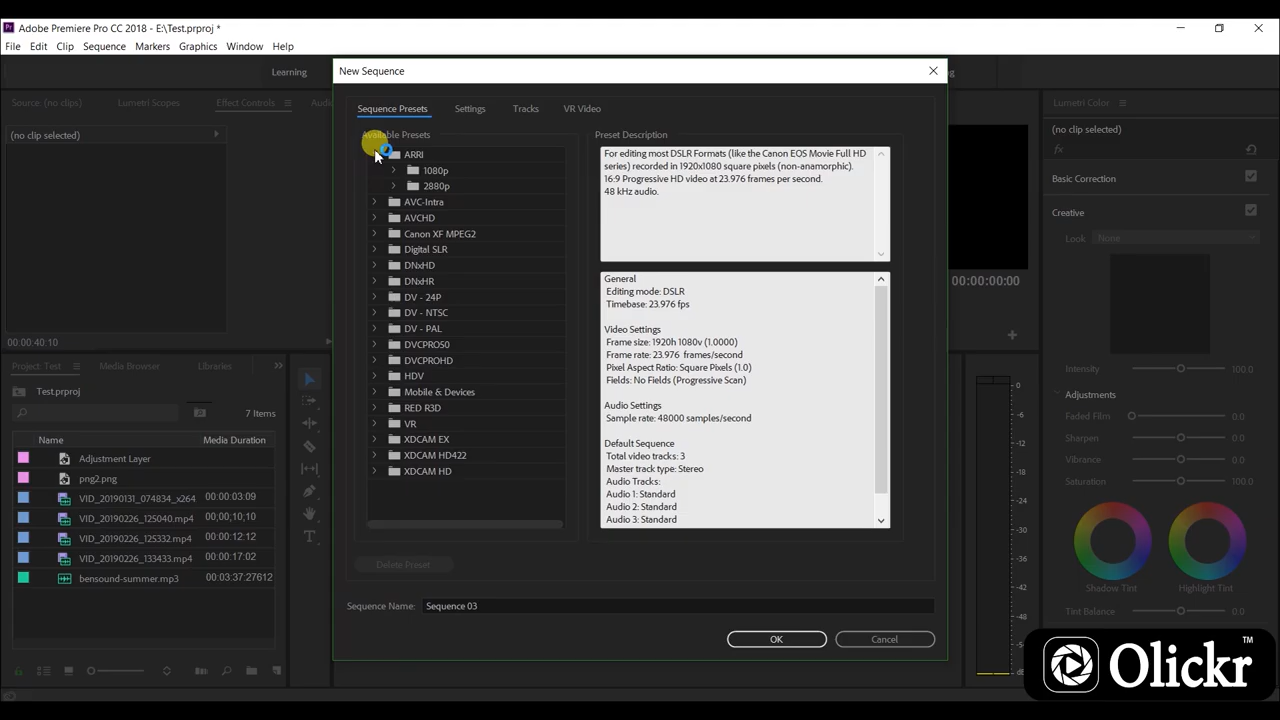 Adobe Premiere Pro CC 2018 - E:\Test.prproj *
File Edit Clip Sequence Markers Graphics Window Help
Learning
New Sequence
Source: (no clips) Lumetri Scopes Effect Controls
Lumetri Color
(no clip selected)
(no clip selected)
fx
Basic Correction
Creative
Look None
Intensity 100.0
Adjustments
Faded Film 0.0
Sharpen 0.0
Vibrance 0.0
Saturation 100.0
Shadow Tint Highlight Tint
Tint Balance 0.0
Sequence Presets Settings Tracks VR Video
Available Presets
ARRI
1080p
2880p
AVC-Intra
AVCHD
Canon XF MPEG2
Digital SLR
DNxHD
DNxHR
DV - 24P
DV - NTSC
DV - PAL
DVCPRO50
DVCPROHD
HDV
Mobile & Devices
RED R3D
VR
XDCAM EX
XDCAM HD422
XDCAM HD
Delete Preset
Preset Description
For editing most DSLR Formats (like the Canon EOS Movie Full HD
series) recorded in 1920x1080 square pixels (non-anamorphic).
16:9 Progressive HD video at 23.976 frames per second.
48 kHz audio.
General
Editing mode: DSLR
Timebase: 23.976 fps
Video Settings
Frame size: 1920h 1080v (1.0000)
Frame rate: 23.976 frames/second
Pixel Aspect Ratio: Square Pixels (1.0)
Fields: No Fields (Progressive Scan)
Audio Settings
Sample rate: 48000 samples/second
Default Sequence
Total video tracks: 3
Master track type: Stereo
Audio Tracks:
Audio 1: Standard
Audio 2: Standard
Audio 3: Standard
Sequence Name: Sequence 03
OK Cancel
00:00:40:10
00:00:00:00
Project: Test Media Browser Libraries
Test.prproj
7 Items
Name Media Duration
Adjustment Layer
png2.png
VID_20190131_074834_x264 00:00:03:09
VID_20190226_125040.mp4 00;00;10;10
VID_20190226_125332.mp4 00:00:12:12
VID_20190226_133433.mp4 00:00:17:02
bensound-summer.mp3 00:03:37:27612
0
-6
-12
-18
-24
-30
-36
-42
-48
Olickr™